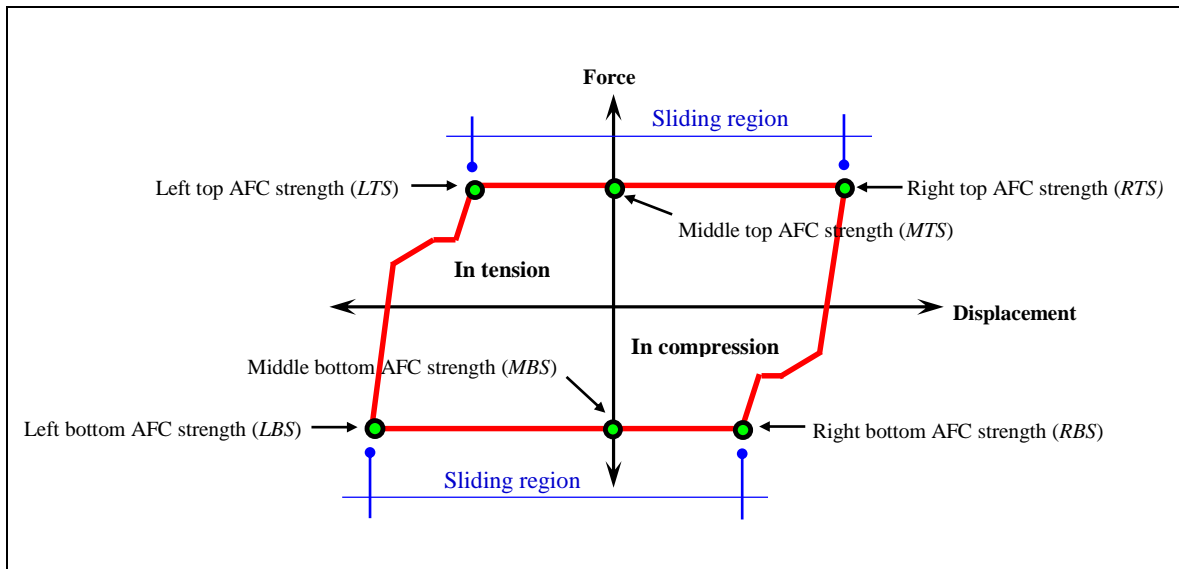 Force
Sliding region
Left top AFC strength (LTS)
Right top AFC strength (RTS)
Middle top AFC strength (MTS)
In tension
Displacement
In compression
Middle bottom AFC strength (MBS)
Left bottom AFC strength (LBS)
Right bottom AFC strength (RBS)
Sliding region